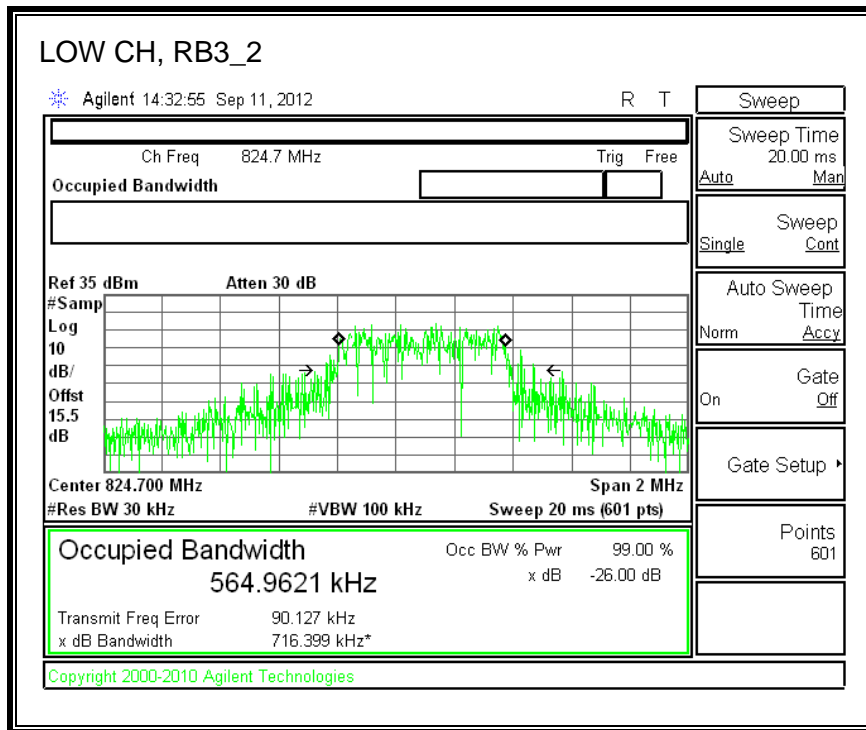 LOW CH, RB3_2
Agilent 14:32:55 Sep 11, 2012 R T
Sweep
Ch Freq 824.7 MHz Trig Free
Occupied Bandwidth
Sweep Time
20.00 ms
Auto Man
Sweep
Single Cont
Ref 35 dBm Atten 30 dB
#Samp
Log
10
dB/
Offst
15.5
dB
Auto Sweep
Time
Norm Accy
Gate
On Off
Gate Setup
Center 824.700 MHz Span 2 MHz
#Res BW 30 kHz #VBW 100 kHz Sweep 20 ms (601 pts)
Points
601
Occupied Bandwidth Occ BW % Pwr 99.00 %
564.9621 kHz x dB -26.00 dB
Transmit Freq Error 90.127 kHz
x dB Bandwidth 716.399 kHz*
Copyright 2000-2010 Agilent Technologies